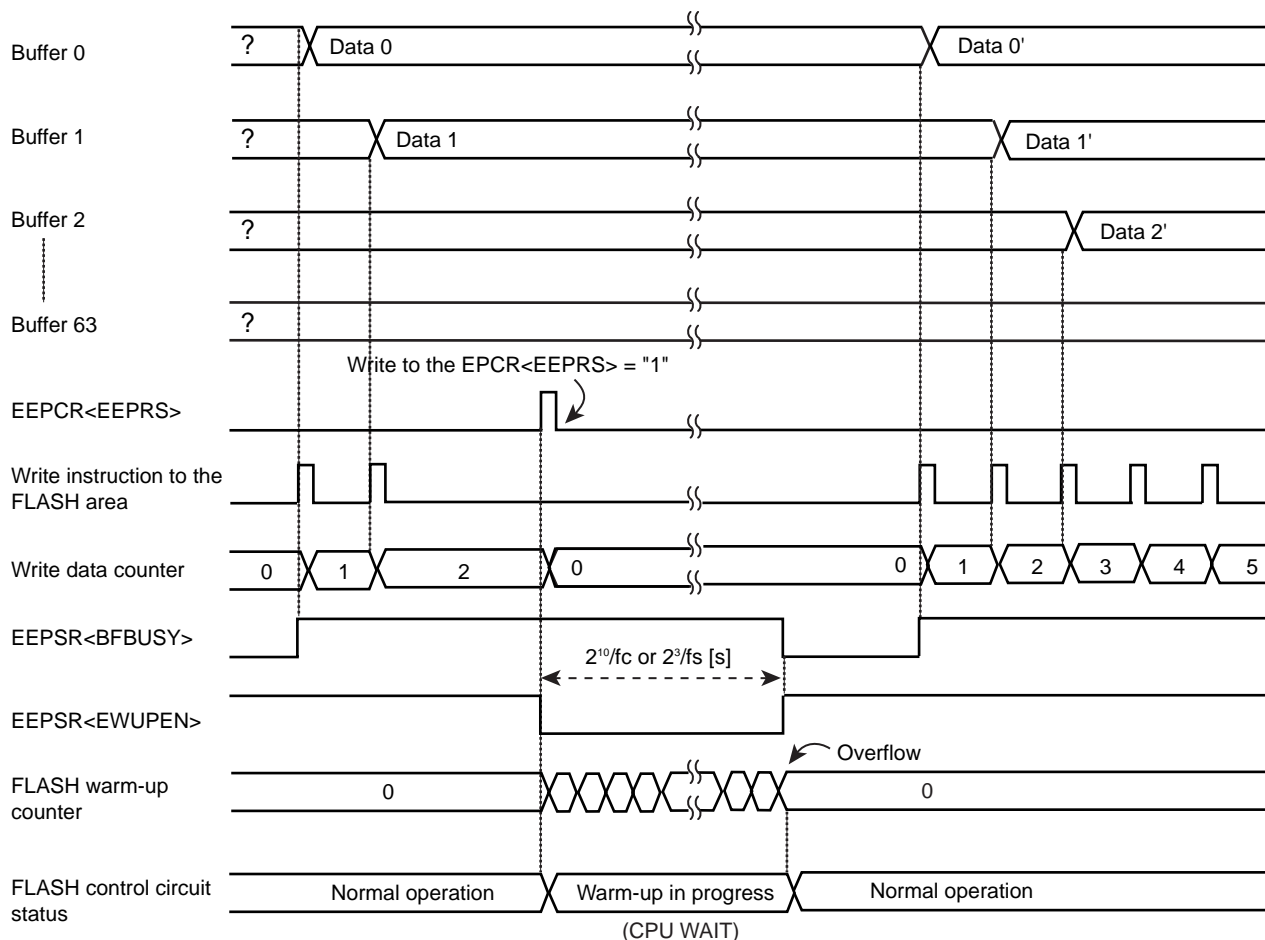 Buffer 0 ? Data 0 Data 0'
Buffer 1 ? Data 1 Data 1'
Buffer 2 ? Data 2'
Buffer 63 ?
Write to the EPCR<EEPRS> = "1"
EEPCR<EEPRS>
Write instruction to the
FLASH area
Write data counter 0 1 2 0 0 1 2 3 4 5
EEPSR<BFBUSY>
2¹⁰/fc or 2³/fs [s]
EEPSR<EWUPEN>
Overflow
FLASH warm-up
counter 0 0
FLASH control circuit
status Normal operation Warm-up in progress Normal operation
(CPU WAIT)